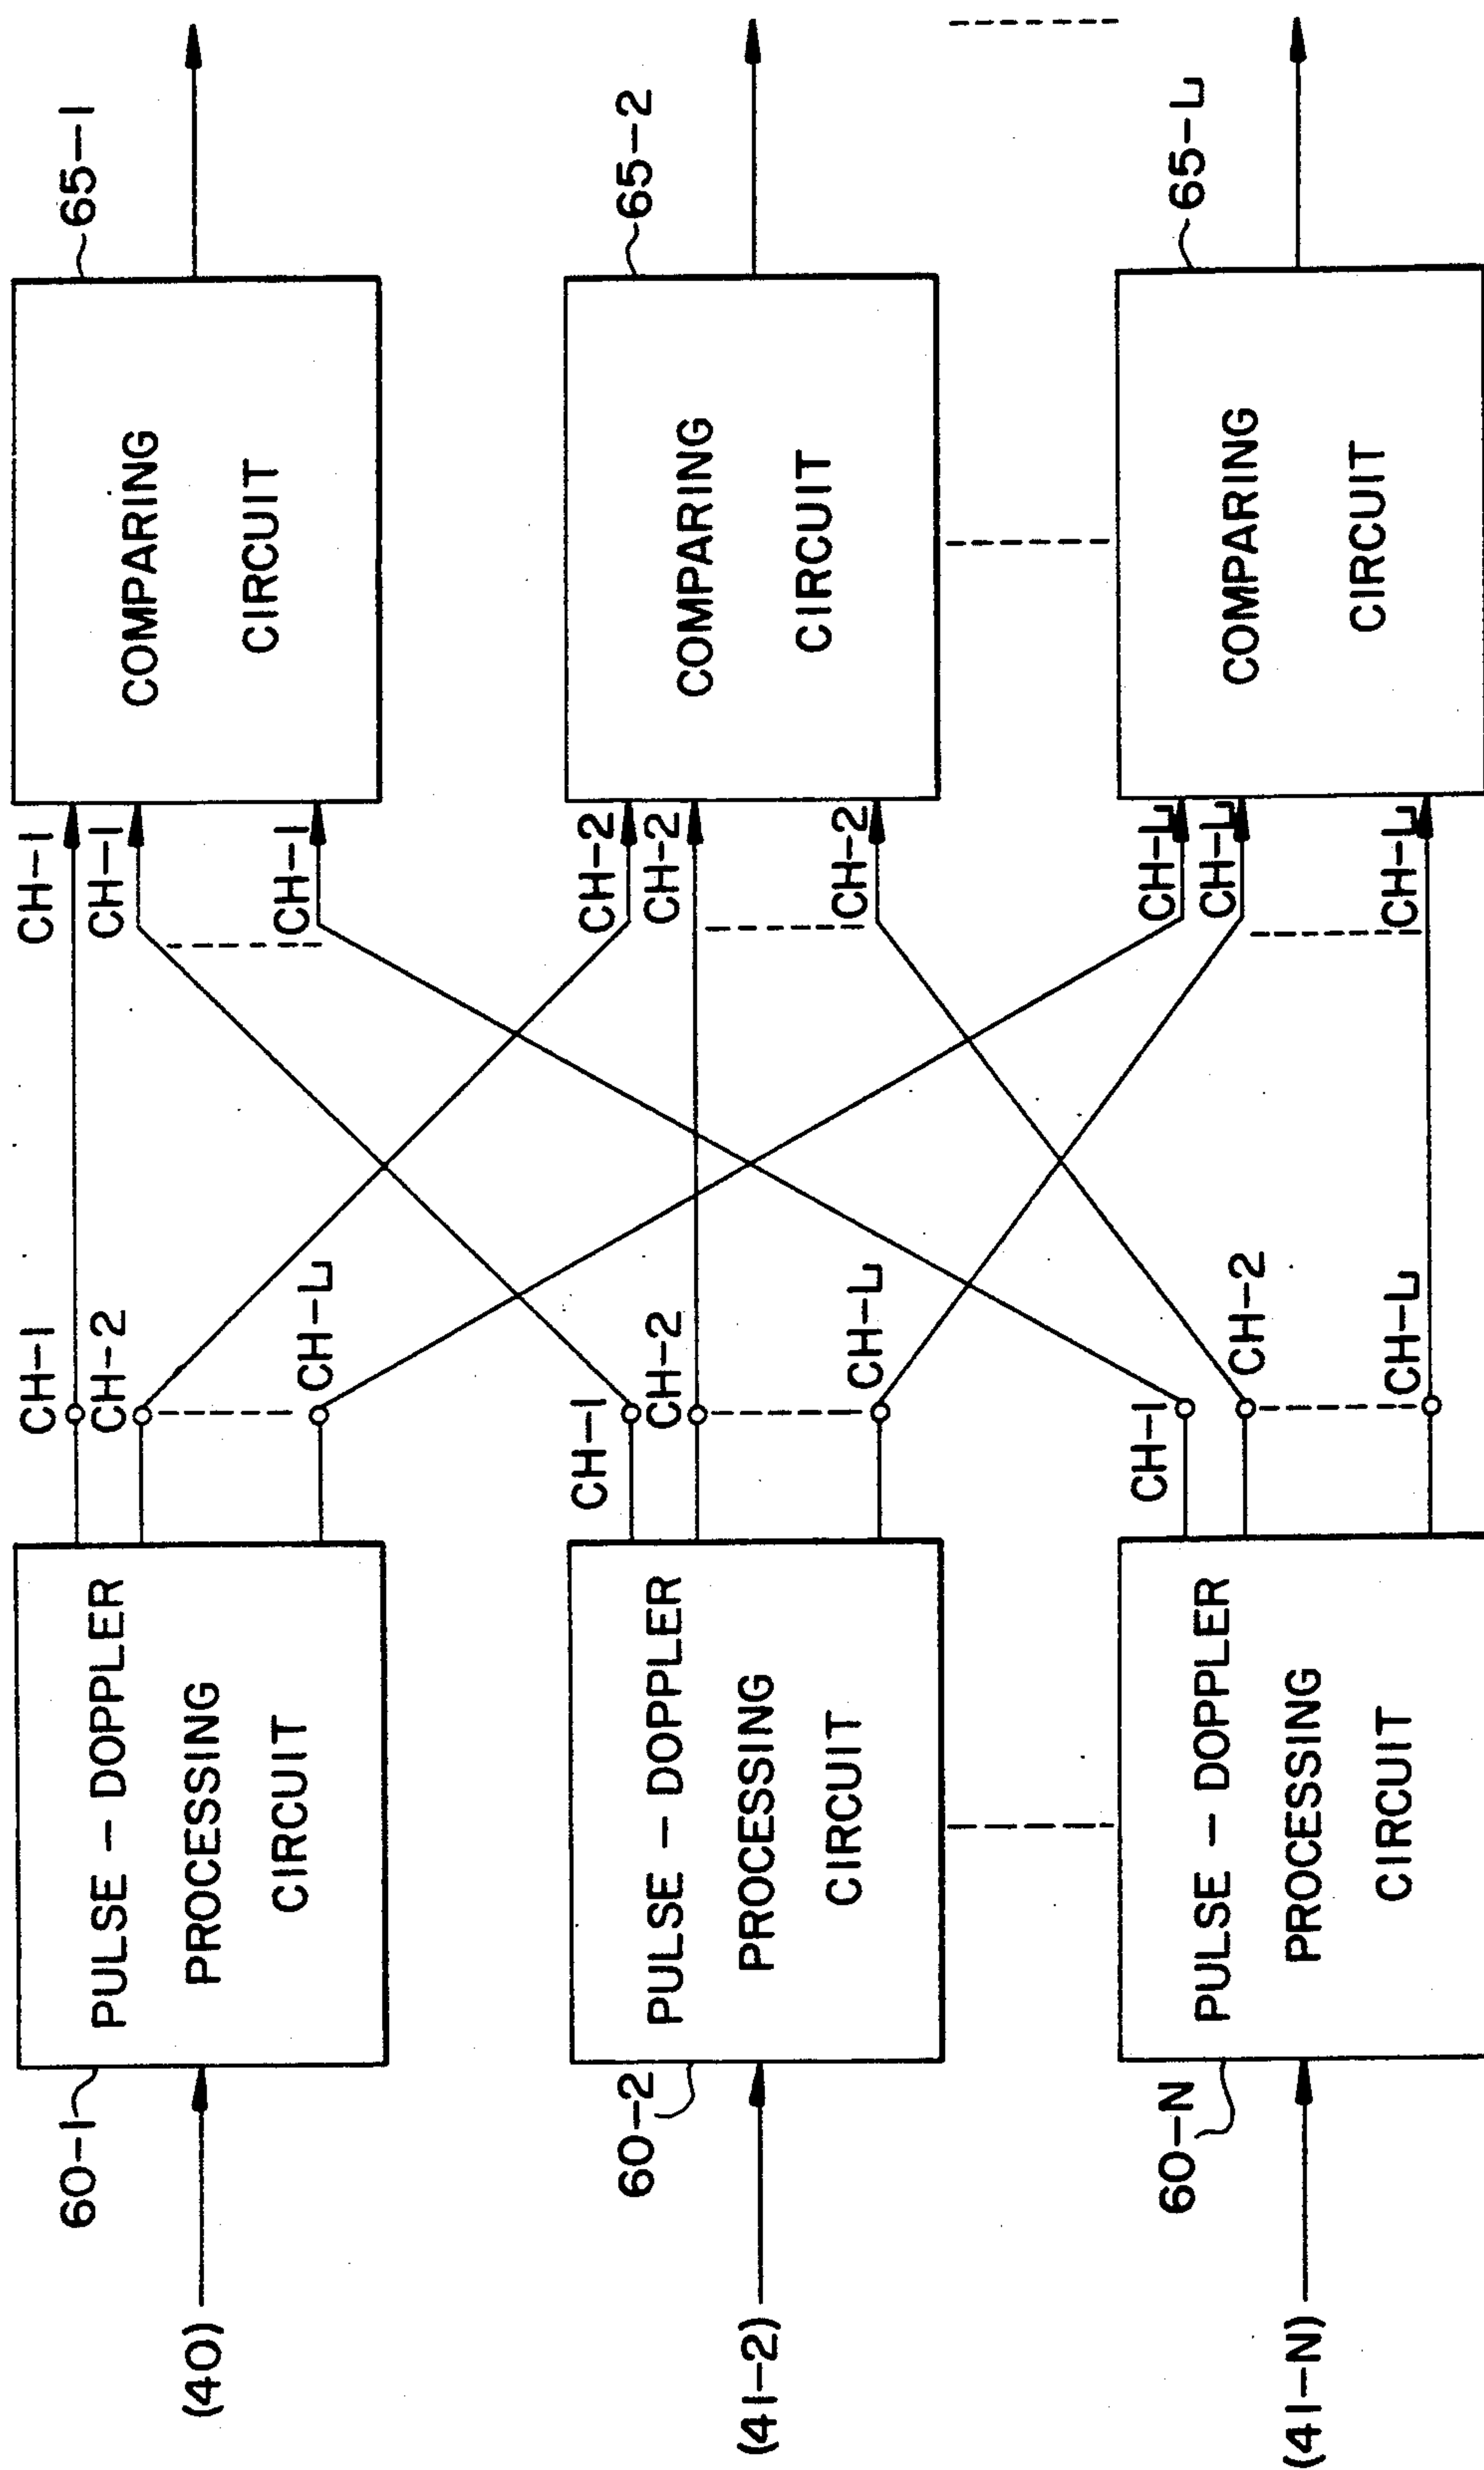 (40)
60-1
PULSE - DOPPLER
PROCESSING
CIRCUIT
CH-1
CH-2
CH-L
CH-1
CH-1
CH-1
COMPARING
CIRCUIT
65-1
(41-2)
60-2
PULSE - DOPPLER
PROCESSING
CIRCUIT
CH-1
CH-2
CH-L
CH-2
CH-2
CH-2
COMPARING
CIRCUIT
65-2
(41-N)
60-N
PULSE - DOPPLER
PROCESSING
CIRCUIT
CH-1
CH-2
CH-L
CH-L
CH-L
CH-L
COMPARING
CIRCUIT
65-L